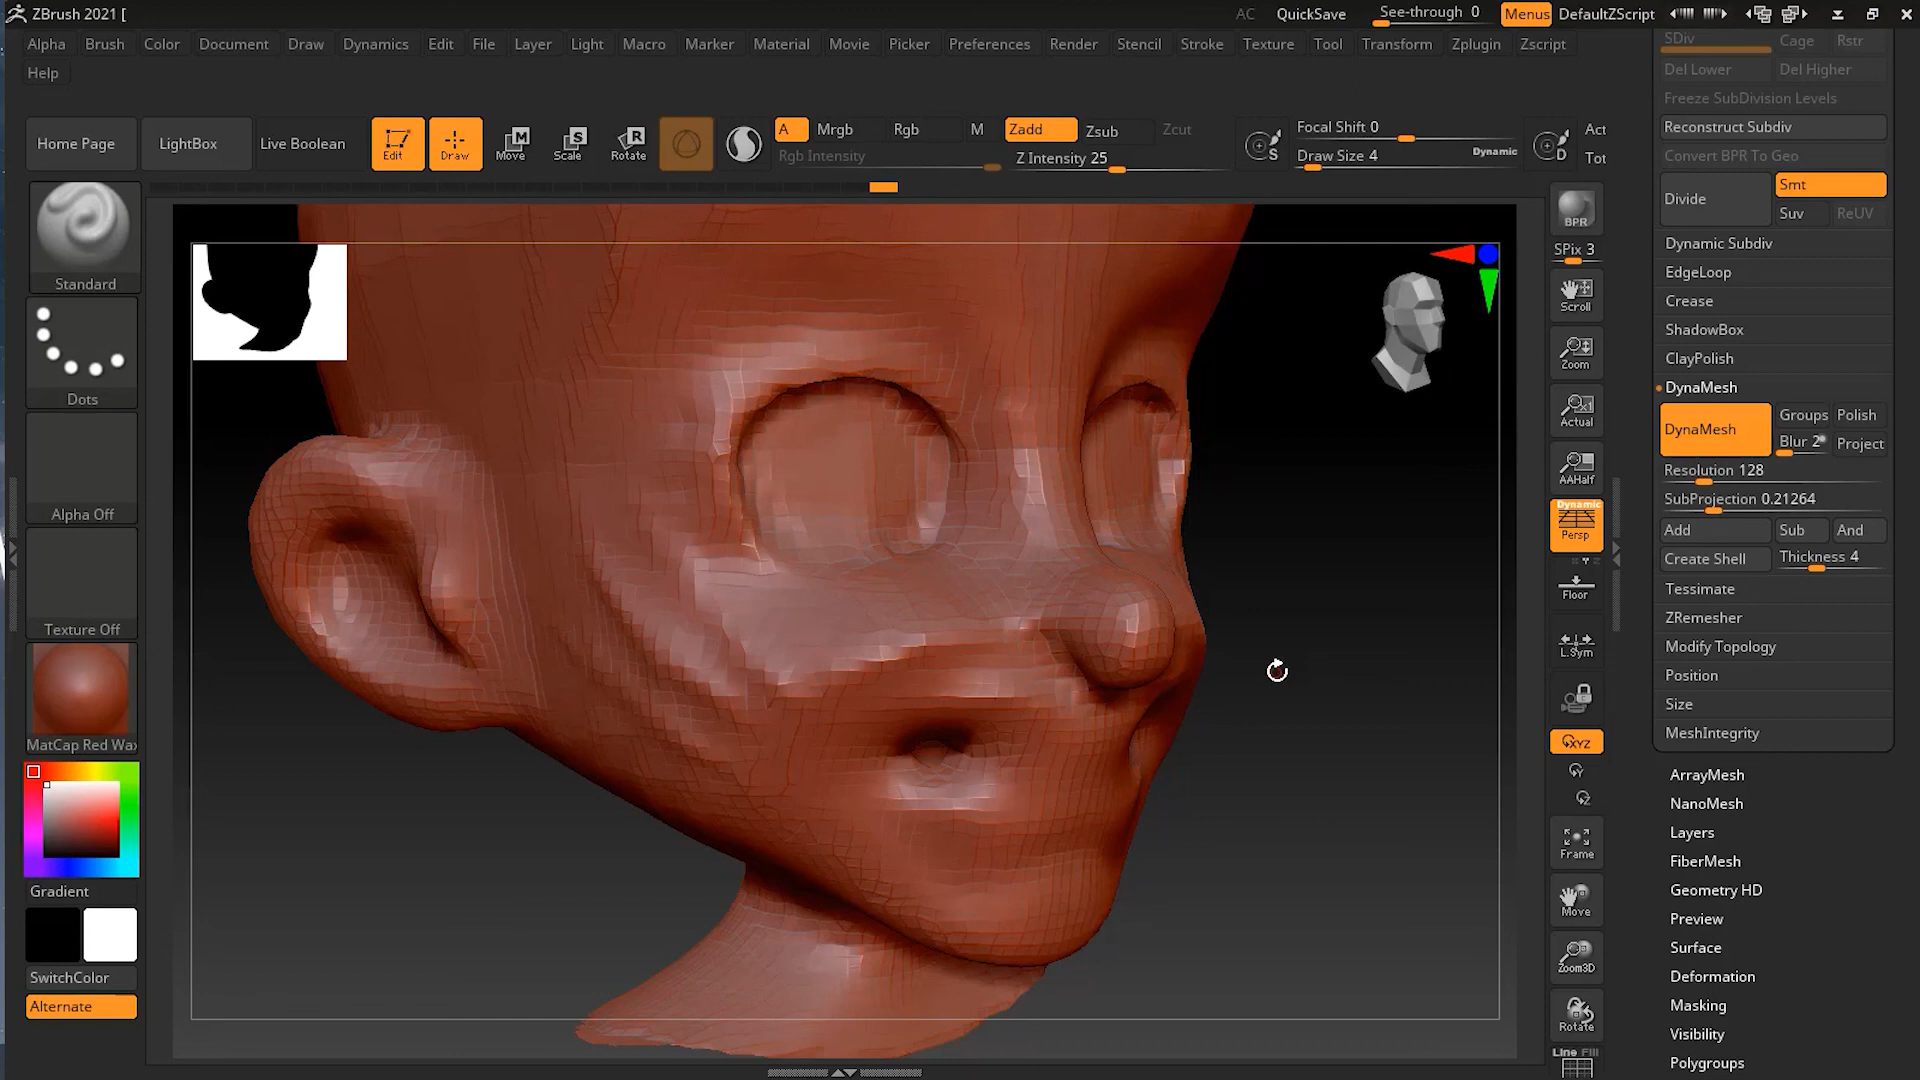 ZBrush 2021 [
AC QuickSave See-through 0 Menus DefaultZScript
Alpha Brush Color Document Draw Dynamics Edit File Layer Light Macro Marker Material Movie Picker Preferences Render Stencil Stroke Texture Tool Transform Zplugin Zscript
Help
Home Page
LightBox
Live Boolean
Edit
Draw
Move
Scale
Rotate
A Mrgb Rgb M Zadd Zsub Zcut
Rgb Intensity
Z Intensity 25
Focal Shift 0
Draw Size 4
Dynamic
S
D
Act
Tot
Standard
Dots
Alpha Off
Texture Off
MatCap Red Wax
Gradient
SwitchColor
Alternate
BPR
SPix 3
Scroll
Zoom
Actual
AAHalf
Dynamic
Persp
Floor
L.Sym
XYZ
Y
Z
Frame
Move
Zoom3D
Rotate
Line Fill
SDiv
Cage Rstr
Del Lower Del Higher
Freeze SubDivision Levels
Reconstruct Subdiv
Convert BPR To Geo
Divide
Smt
Suv ReUV
Dynamic Subdiv
EdgeLoop
Crease
ShadowBox
ClayPolish
DynaMesh
DynaMesh
Groups Polish
Blur 2 Project
Resolution 128
SubProjection 0.21264
Add Sub And
Create Shell Thickness 4
Tessimate
ZRemesher
Modify Topology
Position
Size
MeshIntegrity
ArrayMesh
NanoMesh
Layers
FiberMesh
Geometry HD
Preview
Surface
Deformation
Masking
Visibility
Polygroups